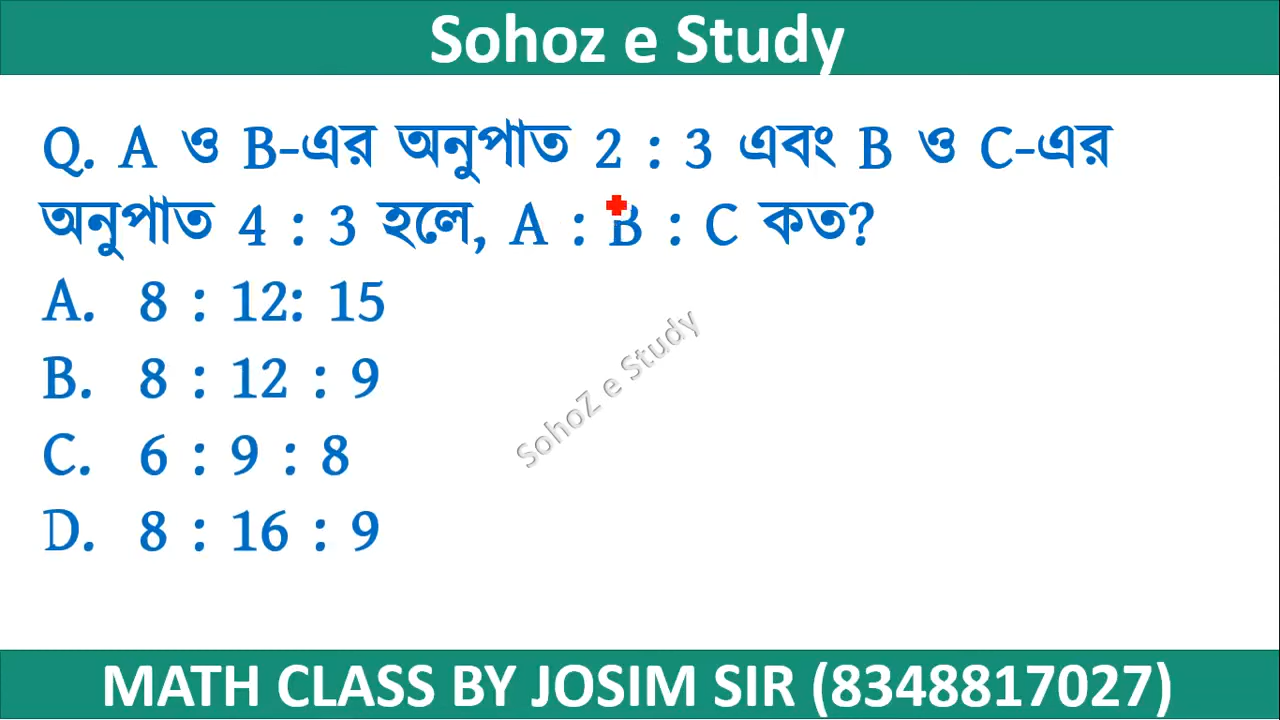 Sohoz e Study
Q. A ও B-এর অনুপাত 2 : 3 এবং B ও C-এর
অনুপাত 4 : 3 হলে, A : B : C কত?
A. 8 : 12: 15
B. 8 : 12 : 9
C. 6 : 9 : 8
D. 8 : 16 : 9
SohoZ e Study
MATH CLASS BY JOSIM SIR (8348817027)